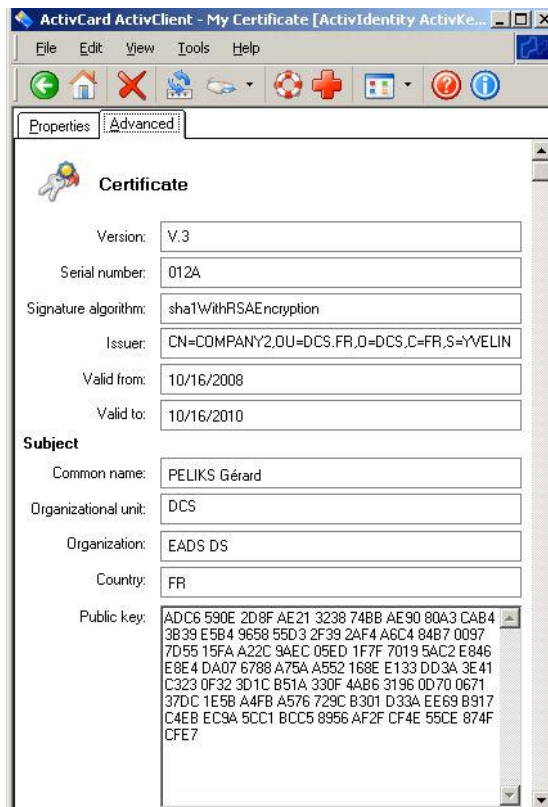 ActivCard ActivClient - My Certificate [ActivIdentity ActivKe...
File Edit View Tools Help
Properties Advanced
Certificate
Version: V.3
Serial number: 012A
Signature algorithm: sha1WithRSAEncryption
Issuer: CN=COMPANY2,OU=DCS.FR,O=DCS,C=FR,S=YVELIN
Valid from: 10/16/2008
Valid to: 10/16/2010
Subject
Common name: PELIKS Gérard
Organizational unit: DCS
Organization: EADS DS
Country: FR
Public key: ADC6 590E 2D8F AE21 3238 74BB AE90 80A3 CAB4
3B39 E5B4 9658 55D3 2F39 2AF4 A6C4 84B7 0097
7D55 15FA A22C 9AEC 05ED 1F7F 7019 5AC2 E846
E8E4 DA07 6788 A75A A552 168E E133 DD3A 3E41
C323 0F32 3D1C B51A 330F 4AB6 3196 0D70 0671
37DC 1E5B A4FB A576 729C B301 D33A EE69 B917
C4EB EC9A 5CC1 BCC5 8956 AF2F CF4E 55CE 874F
CFE7